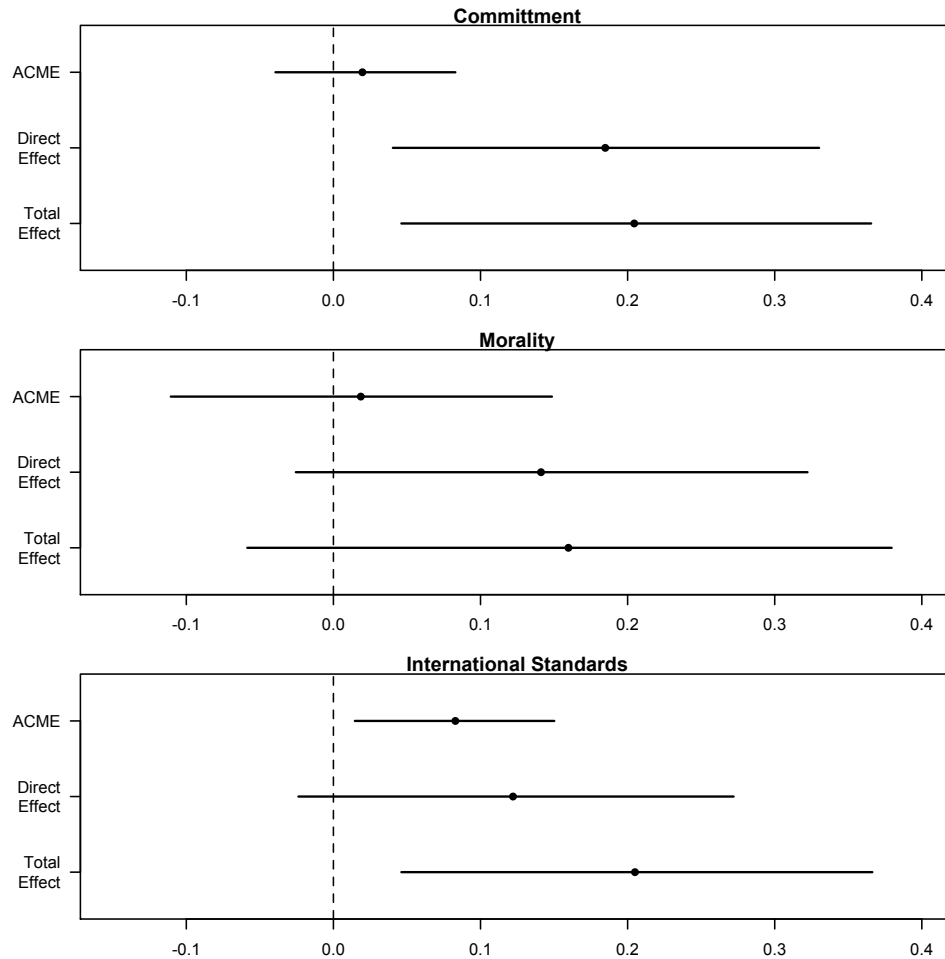 Committment
ACME
Direct
Effect
Total
Effect
-0.1 0.0 0.1 0.2 0.3 0.4
Morality
ACME
Direct
Effect
Total
Effect
-0.1 0.0 0.1 0.2 0.3 0.4
International Standards
ACME
Direct
Effect
Total
Effect
-0.1 0.0 0.1 0.2 0.3 0.4